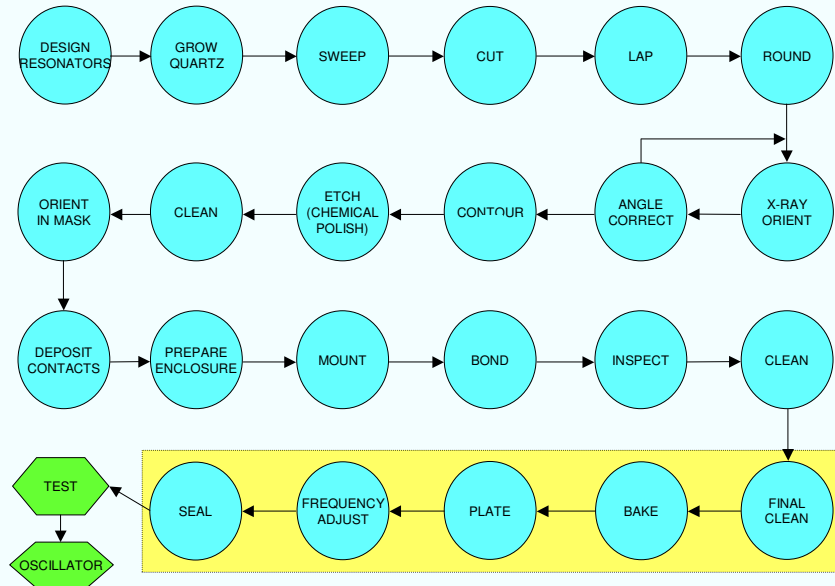 DESIGN
RESONATORS
GROW
QUARTZ
SWEEP
CUT
LAP
ROUND
ORIENT
IN MASK
CLEAN
ETCH
(CHEMICAL
POLISH)
CONTOUR
ANGLE
CORRECT
X-RAY
ORIENT
DEPOSIT
CONTACTS
PREPARE
ENCLOSURE
MOUNT
BOND
INSPECT
CLEAN
TEST
SEAL
FREQUENCY
ADJUST
PLATE
BAKE
FINAL
CLEAN
OSCILLATOR